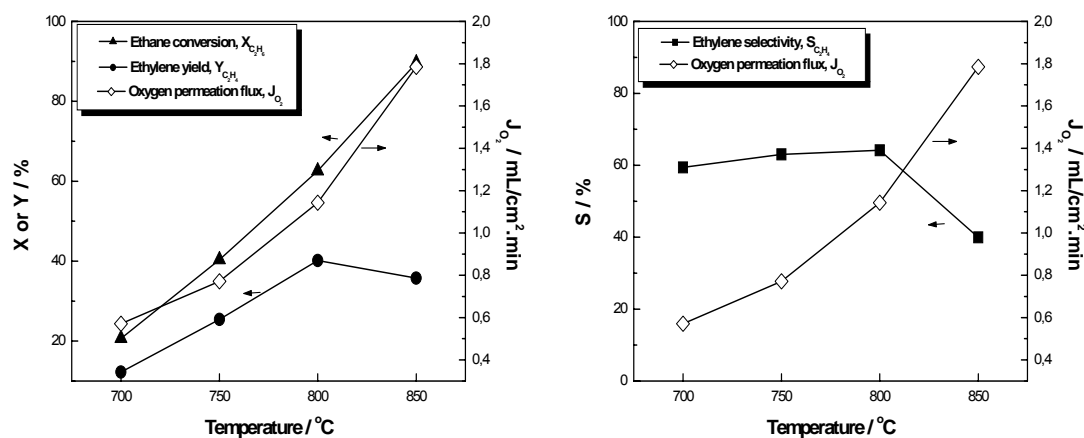 Ethane conversion, X_C₂H₆
Ethylene yield, Y_C₂H₄
Oxygen permeation flux, J_O₂
100
80
60
40
20
X or Y / %
2,0
1,8
1,6
1,4
1,2
1,0
0,8
0,6
0,4
J_O₂ / mL/cm².min
700 750 800 850
Temperature / °C
Ethylene selectivity, S_C₂H₄
Oxygen permeation flux, J_O₂
100
80
60
40
20
0
S / %
2,0
1,8
1,6
1,4
1,2
1,0
0,8
0,6
0,4
J_O₂ / mL/cm².min
700 750 800 850
Temperature / °C